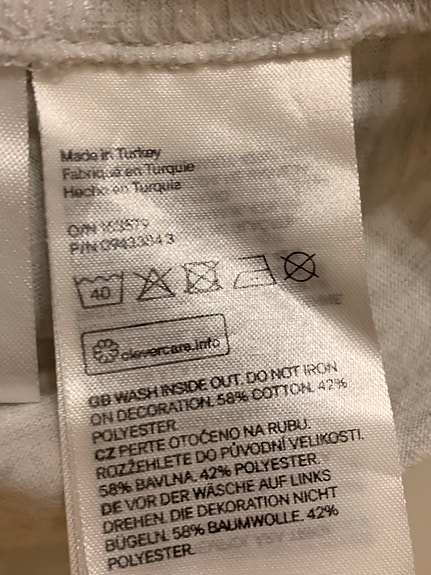 Made in Turkey
Fabriqué en Turquie
Hecho en Turquía
O/N 163579
P/N 0943384 3
40
clevercare.info
GB WASH INSIDE OUT. DO NOT IRON
ON DECORATION. 58% COTTON. 42%
POLYESTER.
CZ PERTE OTOČENO NA RUBU.
ROZŽEHLETE DO PŮVODNÍ VELIKOSTI.
58% BAVLNA. 42% POLYESTER.
DE VOR DER WÄSCHE AUF LINKS
DREHEN. DIE DEKORATION NICHT
BÜGELN. 58% BAUMWOLLE. 42%
POLYESTER.